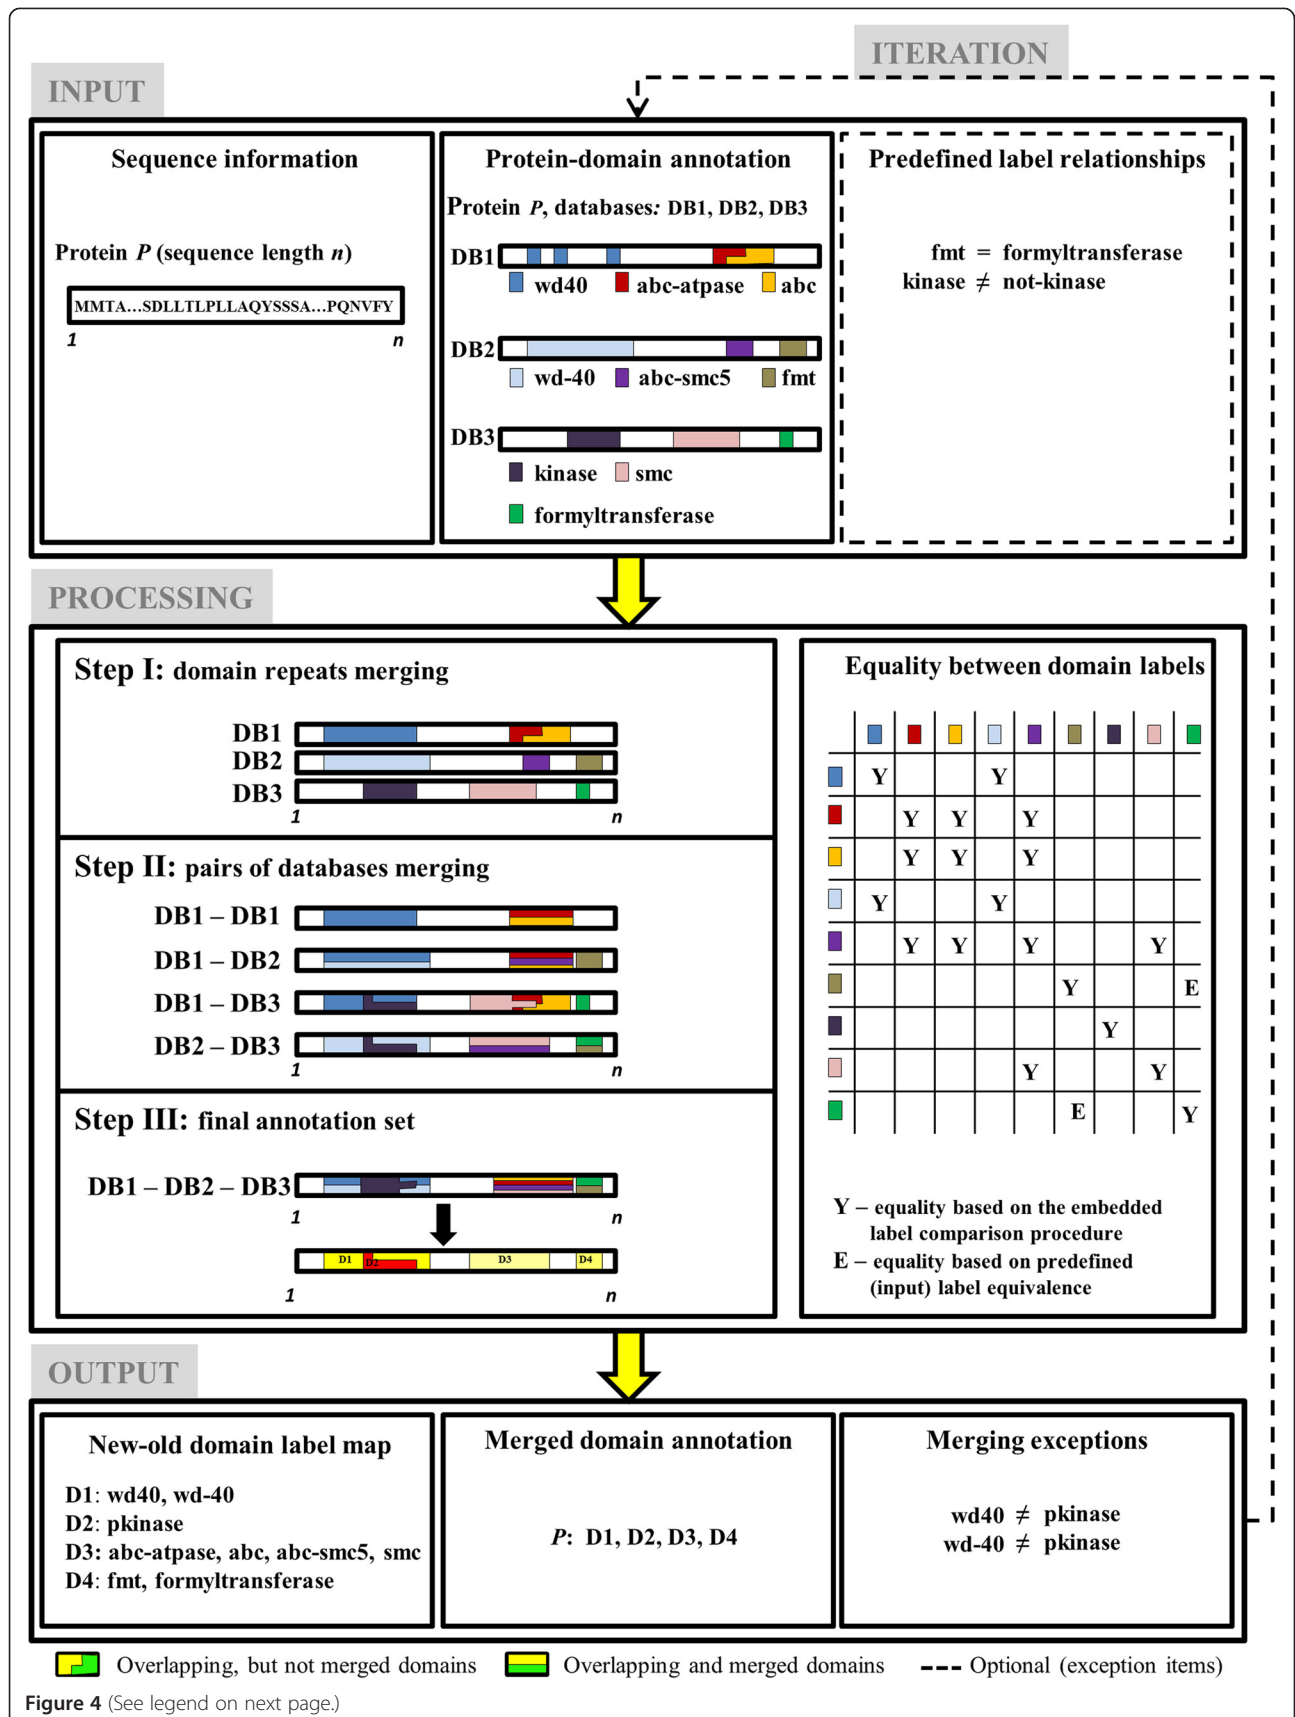 ITERATION
INPUT
Sequence information
Protein P (sequence length n)
MMTA...SDLLTLPLLAQYSSSA...PQNVFY
1 n
Protein-domain annotation
Protein P, databases: DB1, DB2, DB3
DB1
wd40 abc-atpase abc
DB2
wd-40 abc-smc5 fmt
DB3
kinase smc
formyltransferase
Predefined label relationships
fmt = formyltransferase
kinase ≠ not-kinase
PROCESSING
Step I: domain repeats merging
DB1
DB2
DB3
1 n
Step II: pairs of databases merging
DB1 – DB1
DB1 – DB2
DB1 – DB3
DB2 – DB3
1 n
Step III: final annotation set
DB1 – DB2 – DB3
1 n
D1 D2 D3 D4
1 n
Equality between domain labels
Y Y
Y Y Y
Y Y Y
Y Y
Y Y Y Y
Y E
Y
Y Y
E Y
Y – equality based on the embedded
label comparison procedure
E – equality based on predefined
(input) label equivalence
OUTPUT
New-old domain label map
D1: wd40, wd-40
D2: pkinase
D3: abc-atpase, abc, abc-smc5, smc
D4: fmt, formyltransferase
Merged domain annotation
P: D1, D2, D3, D4
Merging exceptions
wd40 ≠ pkinase
wd-40 ≠ pkinase
Overlapping, but not merged domains
Overlapping and merged domains
Optional (exception items)
Figure 4 (See legend on next page.)